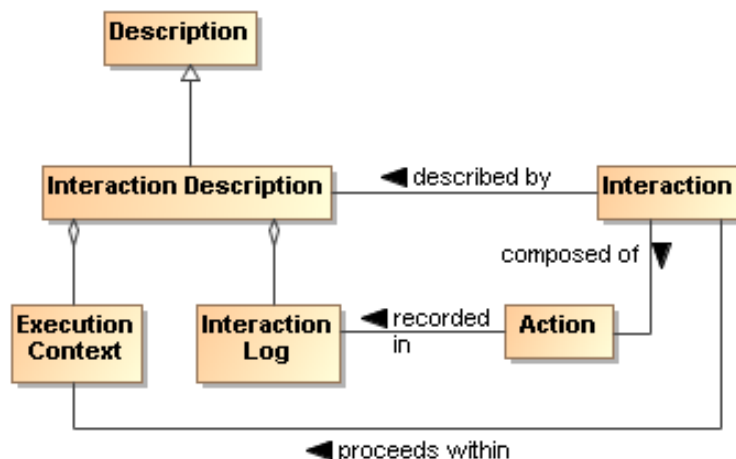 Description
Interaction Description
◀ described by
Interaction
composed of ▼
Execution
Context
Interaction
Log
◀ recorded
in
Action
◀ proceeds within